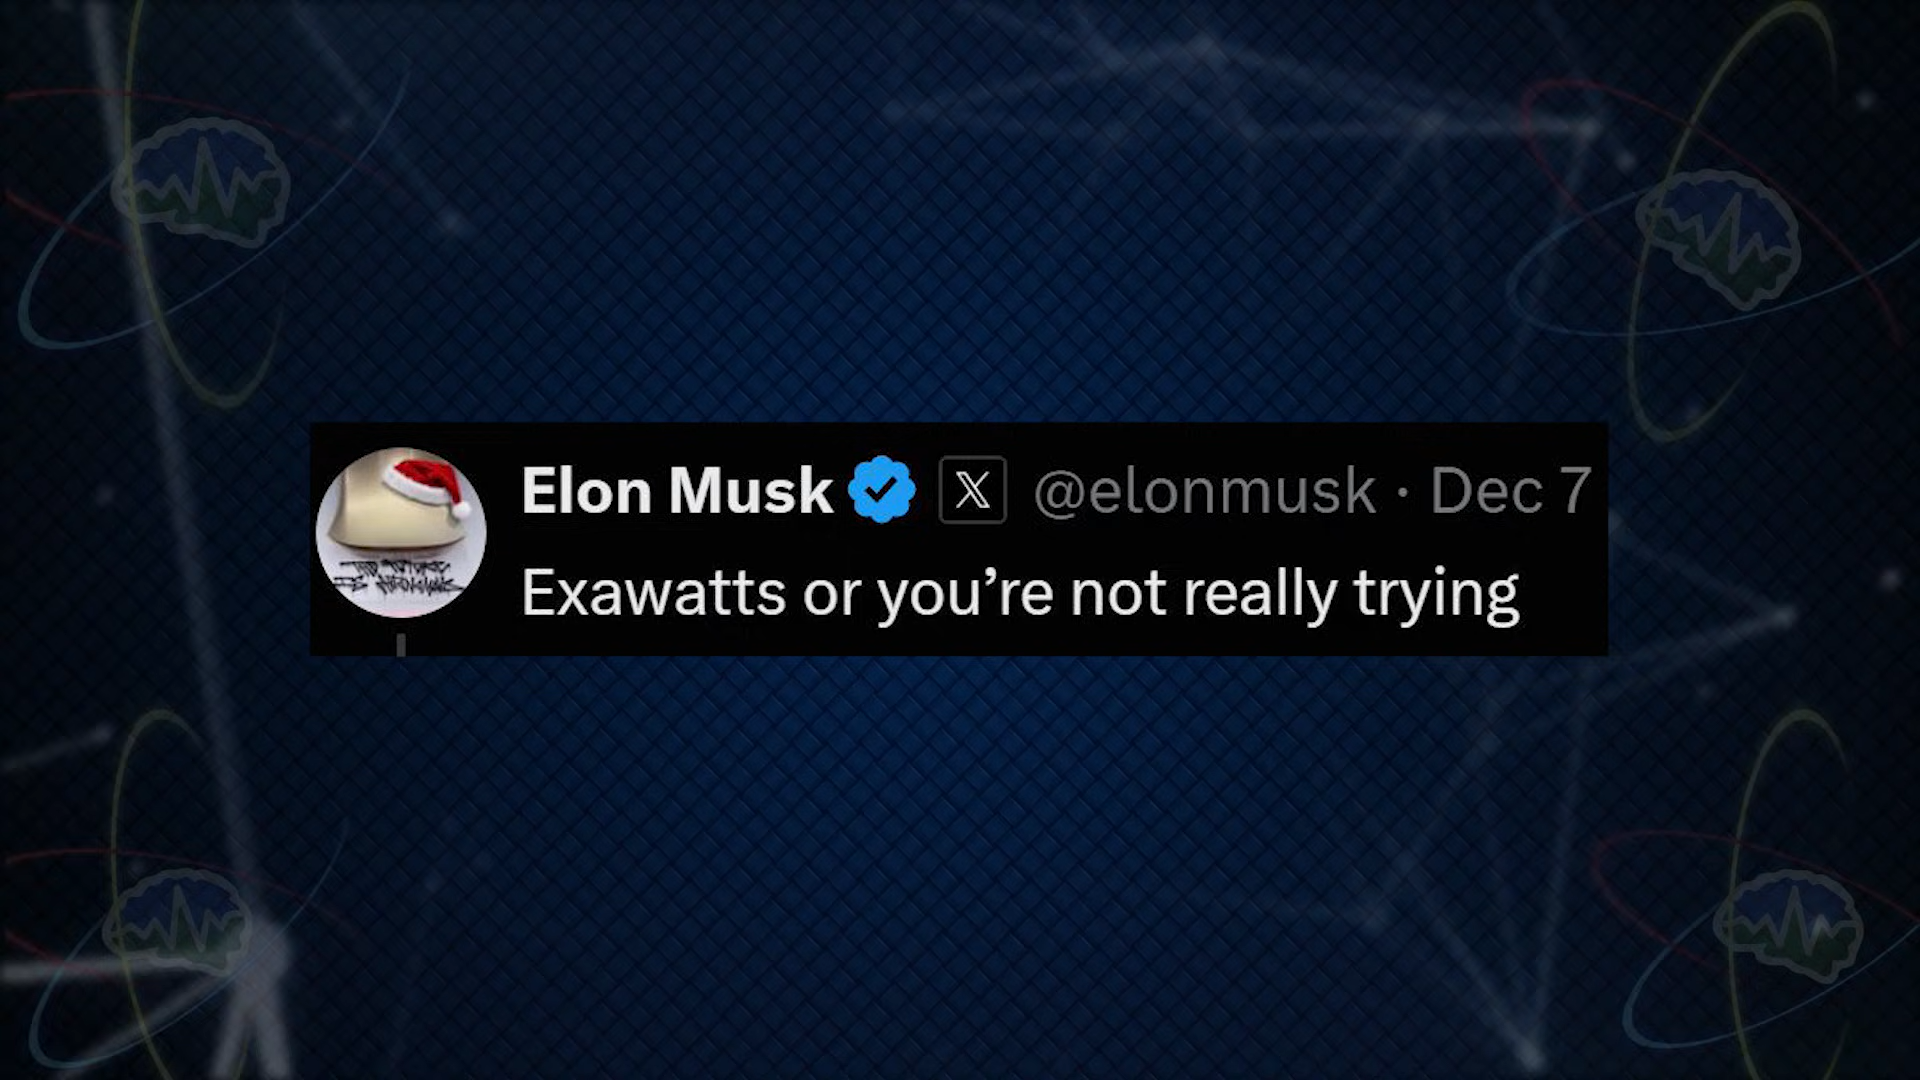 Elon Musk 𝕏 @elonmusk · Dec 7
Exawatts or you’re not really trying